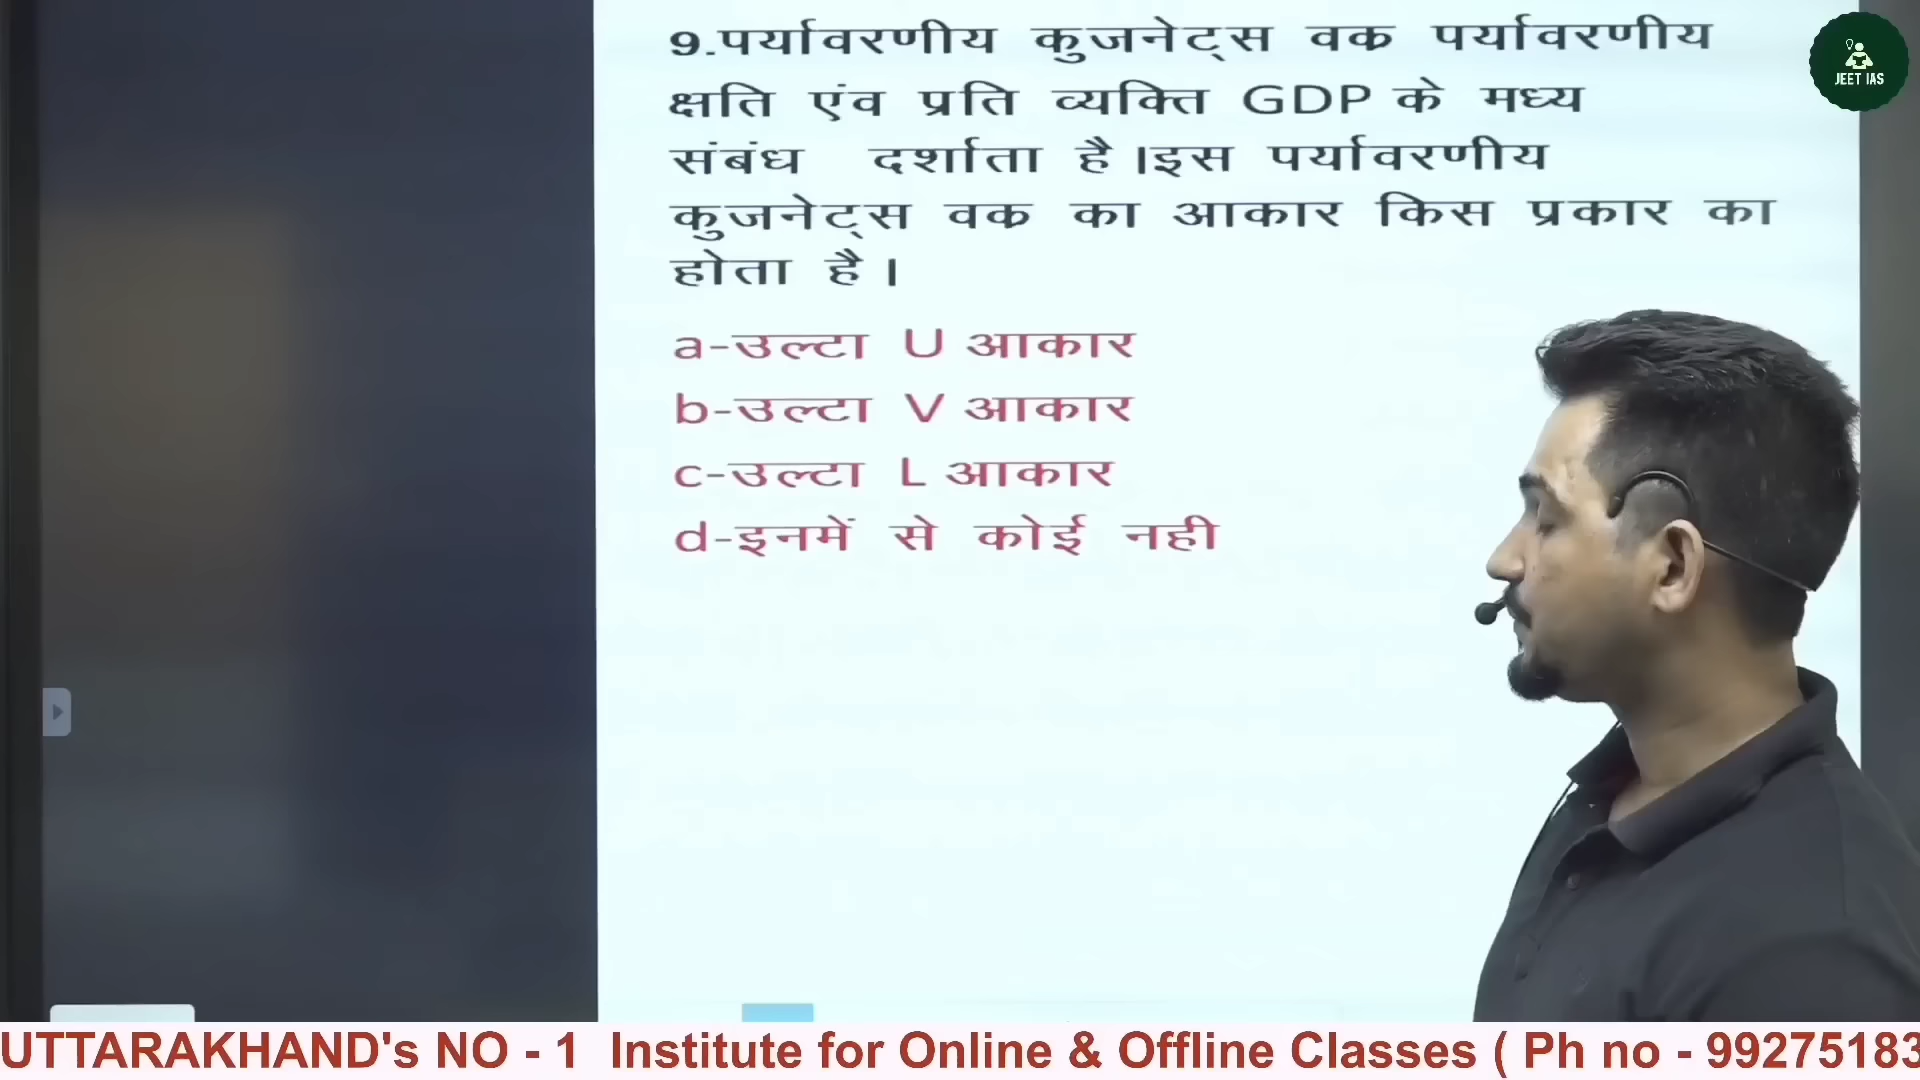 9.पर्यावरणीय कुजनेट्स वक्र पर्यावरणीय
क्षति एंव प्रति व्यक्ति GDP के मध्य
संबंध दर्शाता है।इस पर्यावरणीय
कुजनेट्स वक्र का आकार किस प्रकार का
होता है।
a-उल्टा U आकार
b-उल्टा V आकार
c-उल्टा L आकार
d-इनमें से कोई नही
JEET IAS
UTTARAKHAND's NO - 1 Institute for Online & Offline Classes ( Ph no - 99275183